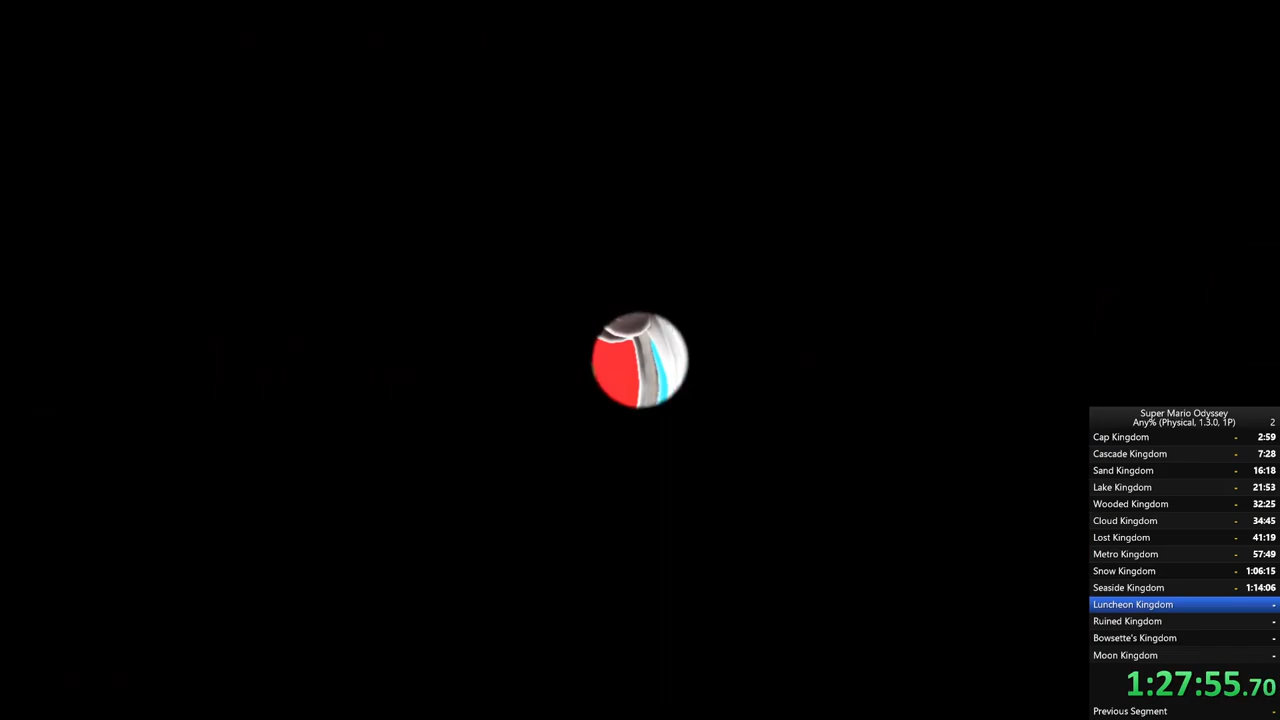 Super Mario Odyssey
Any% (Physical, 1.3.0, 1P) 2
Cap Kingdom - 2:59
Cascade Kingdom - 7:28
Sand Kingdom - 16:18
Lake Kingdom - 21:53
Wooded Kingdom - 32:25
Cloud Kingdom - 34:45
Lost Kingdom - 41:19
Metro Kingdom - 57:49
Snow Kingdom - 1:06:15
Seaside Kingdom - 1:14:06
Luncheon Kingdom -
Ruined Kingdom -
Bowsette's Kingdom -
Moon Kingdom -
1:27:55.70
Previous Segment -